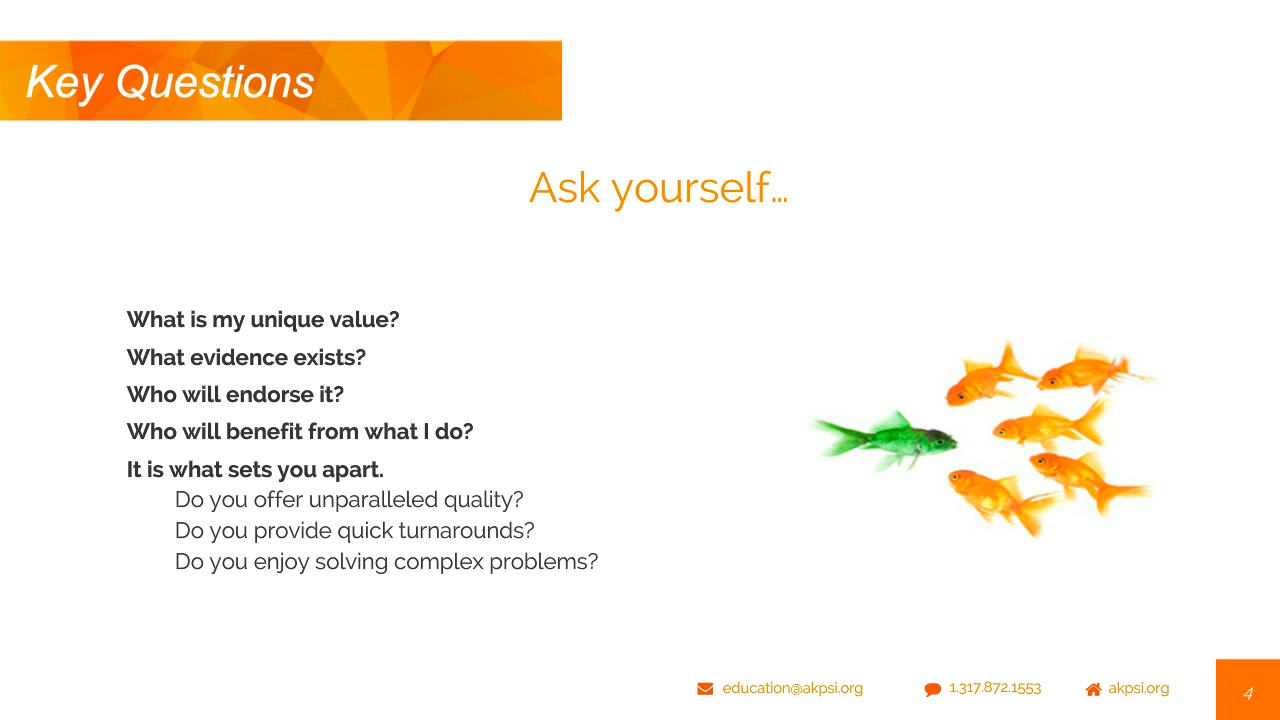 Key Questions
Ask yourself...
What is my unique value?
What evidence exists?
Who will endorse it?
Who will benefit from what I do?
It is what sets you apart.
Do you offer unparalleled quality?
Do you provide quick turnarounds?
Do you enjoy solving complex problems?
education@akpsi.org 1.317.872.1553 akpsi.org 4